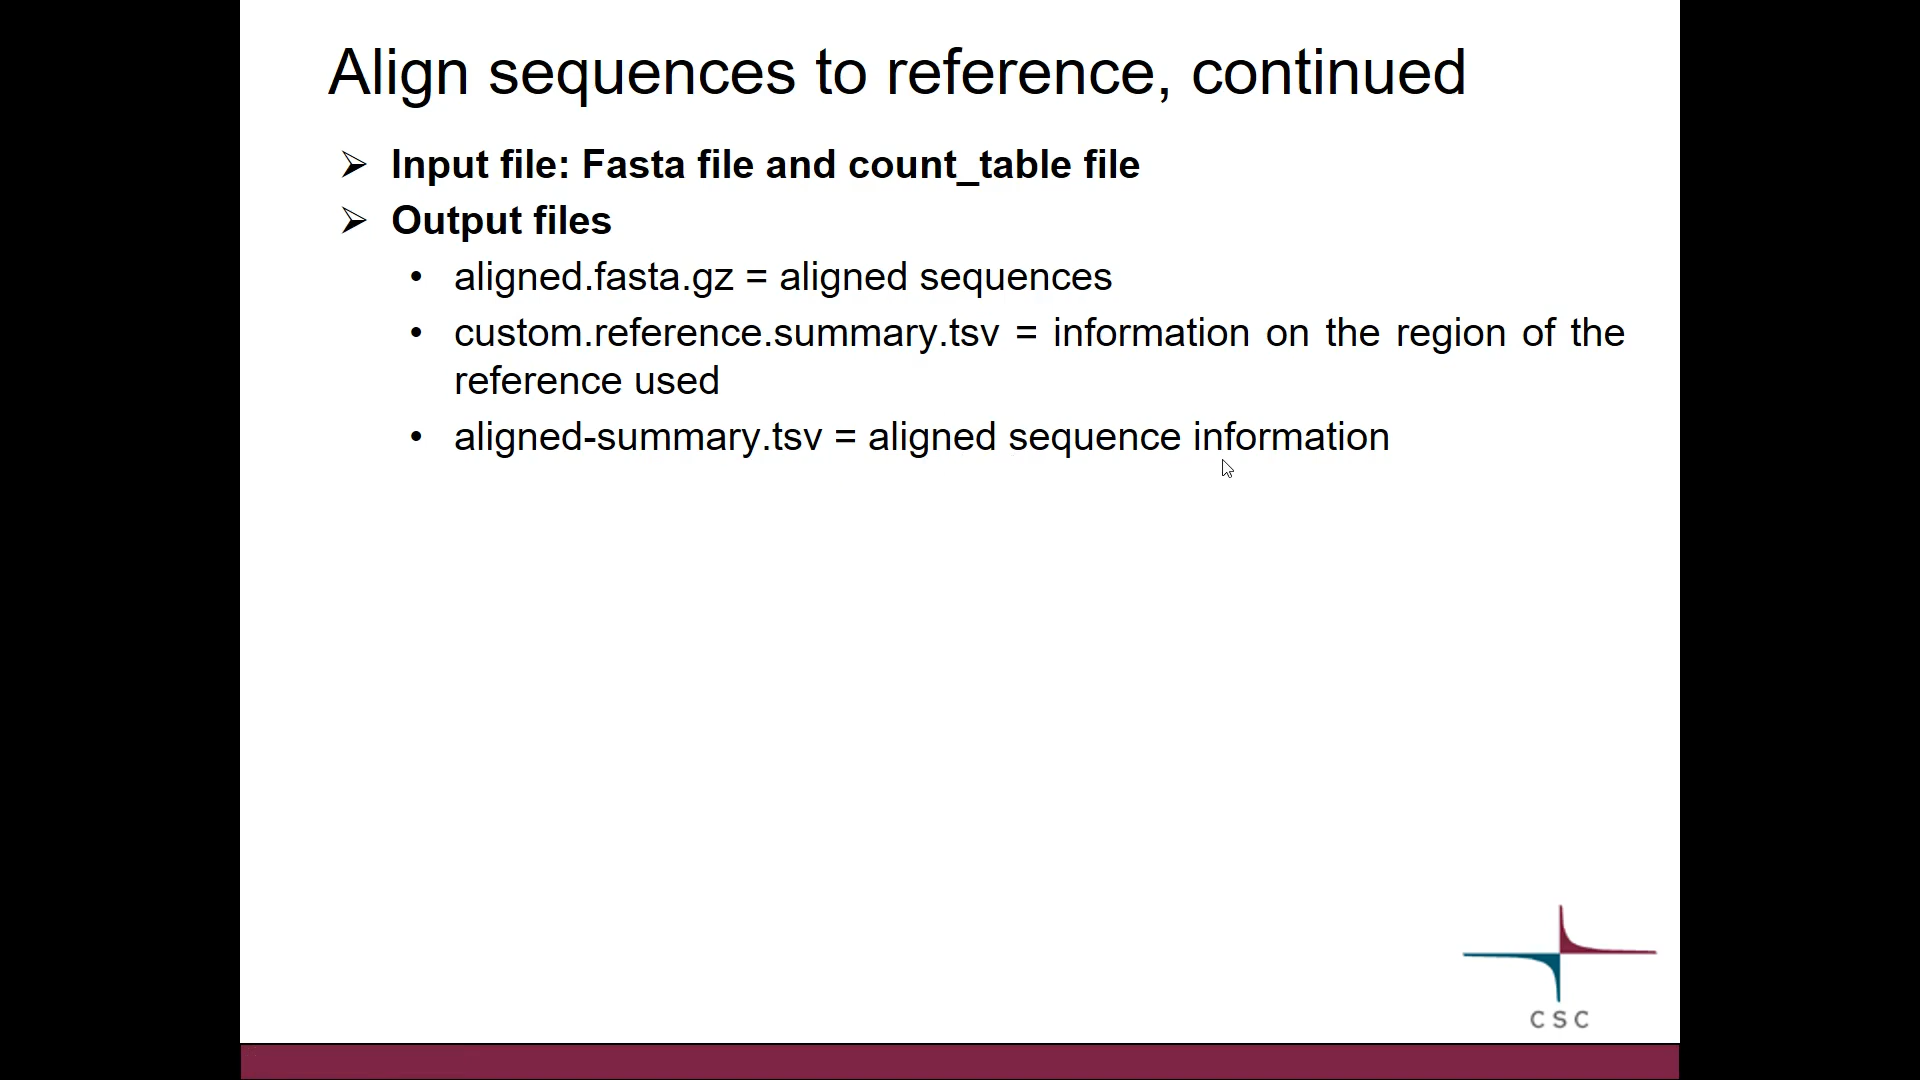 Align sequences to reference, continued
➢ Input file: Fasta file and count_table file
➢ Output files
• aligned.fasta.gz = aligned sequences
• custom.reference.summary.tsv = information on the region of the
reference used
• aligned-summary.tsv = aligned sequence information
CSC